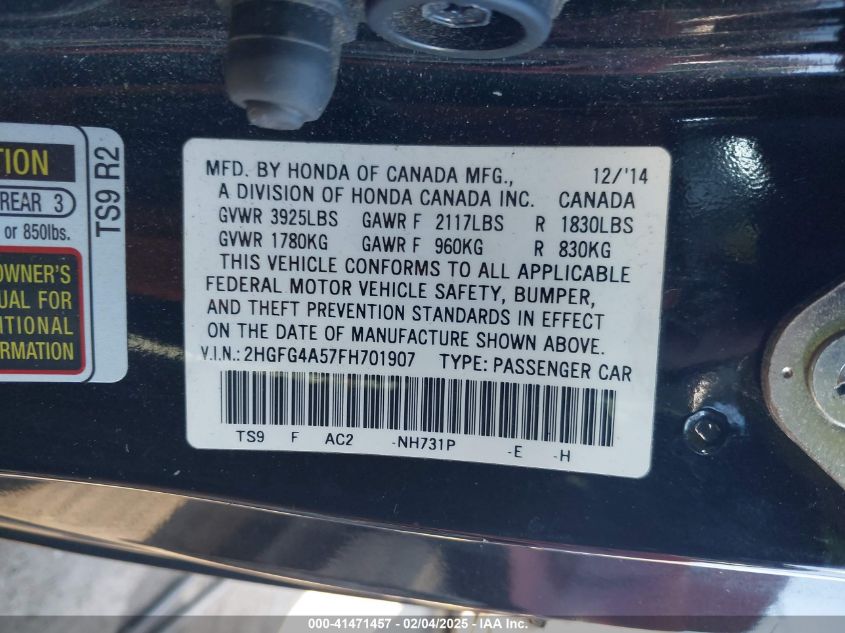 TION
REAR 3
or 850lbs.
OWNER'S
UAL FOR
ITIONAL
ORMATION
TS9 R2
MFD. BY HONDA OF CANADA MFG., 12/'14
A DIVISION OF HONDA CANADA INC. CANADA
GVWR 3925LBS GAWR F 2117LBS R 1830LBS
GVWR 1780KG GAWR F 960KG R 830KG
THIS VEHICLE CONFORMS TO ALL APPLICABLE
FEDERAL MOTOR VEHICLE SAFETY, BUMPER,
AND THEFT PREVENTION STANDARDS IN EFFECT
ON THE DATE OF MANUFACTURE SHOWN ABOVE.
V.I.N.: 2HGFG4A57FH701907 TYPE: PASSENGER CAR
TS9 F AC2 -NH731P -E -H
000-41471457 - 02/04/2025 - IAA Inc.